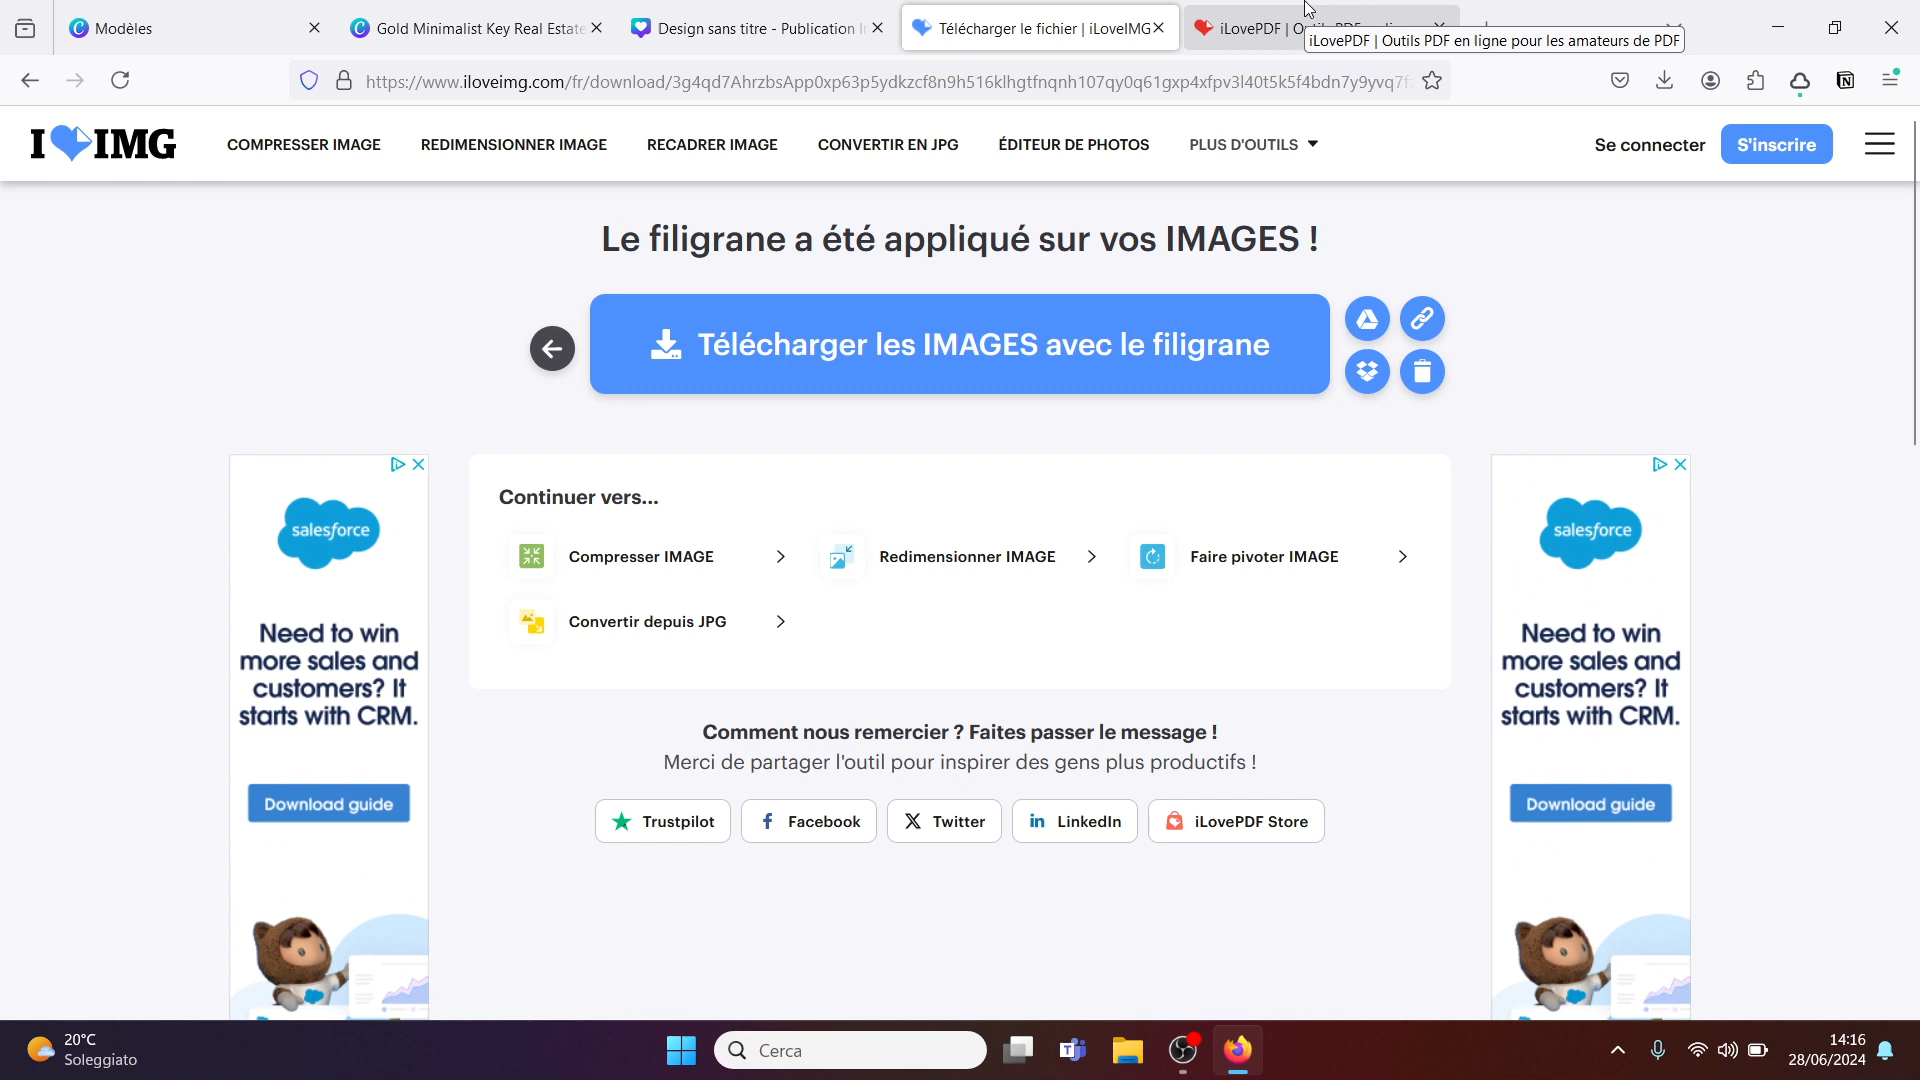 Modèles
Gold Minimalist Key Real Estate
Design sans titre - Publication I
Télécharger le fichier | iLoveIMG
iLovePDF | O
iLovePDF | Outils PDF en ligne pour les amateurs de PDF
https://www.iloveimg.com/fr/download/3g4qd7AhrzbsApp0xp63p5ydkzcf8n9h516klhgtfnqnh107qy0q61gxp4xfpv3l40t5k5f4bdn7y9yvq7f
I IMG
COMPRESSER IMAGE
REDIMENSIONNER IMAGE
RECADRER IMAGE
CONVERTIR EN JPG
ÉDITEUR DE PHOTOS
PLUS D'OUTILS
Se connecter
S'inscrire
Le filigrane a été appliqué sur vos IMAGES !
Télécharger les IMAGES avec le filigrane
salesforce
Need to win
more sales and
customers? It
starts with CRM.
Download guide
Continuer vers...
Compresser IMAGE
Redimensionner IMAGE
Faire pivoter IMAGE
Convertir depuis JPG
Comment nous remercier ? Faites passer le message !
Merci de partager l'outil pour inspirer des gens plus productifs !
Trustpilot
Facebook
Twitter
LinkedIn
iLovePDF Store
salesforce
Need to win
more sales and
customers? It
starts with CRM.
Download guide
20°C
Soleggiato
Cerca
14:16
28/06/2024